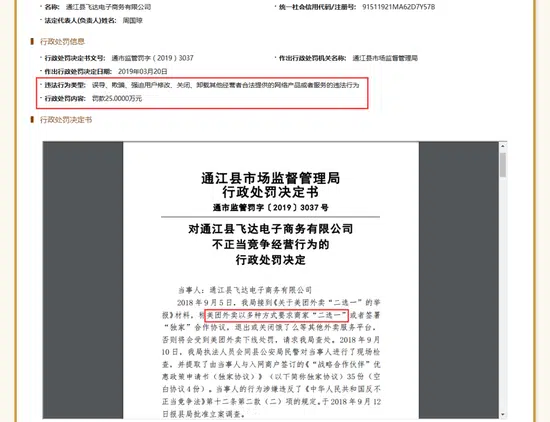 名称: 通江县飞达电子商务有限公司
统一社会信用代码/注册号: 91511921MA62D7Y57B
法定代表人(负责人)姓名: 周国琼
行政处罚信息
行政处罚决定书文号: 通市监管罚字（2019）3037
作出行政处罚决定机关名称: 通江县市场监督管理局
作出行政处罚决定日期: 2019年03月20日
违法行为类型: 误导、欺骗、强迫用户修改、关闭、卸载其他经营者合法提供的网络产品或者服务的违法行为
行政处罚内容: 罚款25.0000万元
行政处罚决定书
通江县市场监督管理局
行政处罚决定书
通市监管罚字〔2019〕3037号
对通江县飞达电子商务有限公司
不正当竞争经营行为的
行政处罚决定
当事人：通江县飞达电子商务有限公司
2018年9月5日，我局接到《关于美团外卖“二选一”的举
报》材料，称美团外卖以多种方式要求商家“二选一”或者签署
“独家”合作协议，退出或关闭饿了么等其他外卖服务平台，
否则将会受到美团外卖下线处罚，请求我局查处。2018年9月
10日，我局执法人员会同县公安局民警对当事人进行了现场检
查，并提取了由当事人与入网商户签订的《“战略合作伙伴”优
惠政策申请书（独家协议）》（以下简称独家协议）35份（空
白协议4份）。当事人的行为涉嫌违反了《中华人民共和国反不
正当竞争法》第十二条第二款（二）项的规定。于2018年9月12
日报县局批准立案调查。